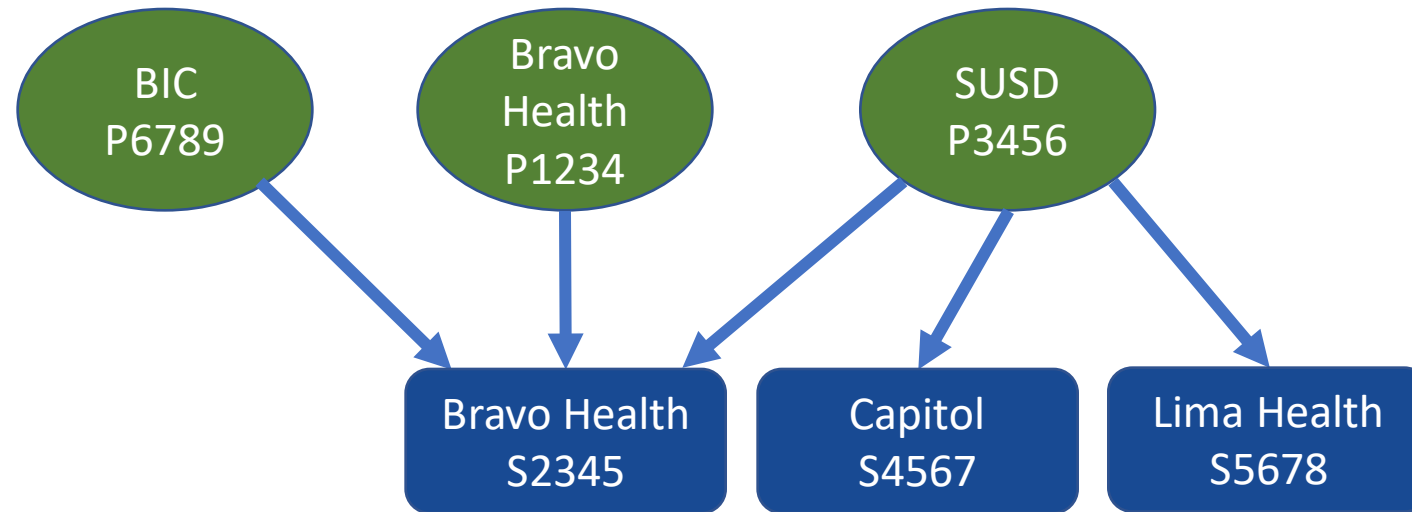 BIC
P6789
Bravo
Health
P1234
SUSD
P3456
Bravo Health
S2345
Capitol
S4567
Lima Health
S5678